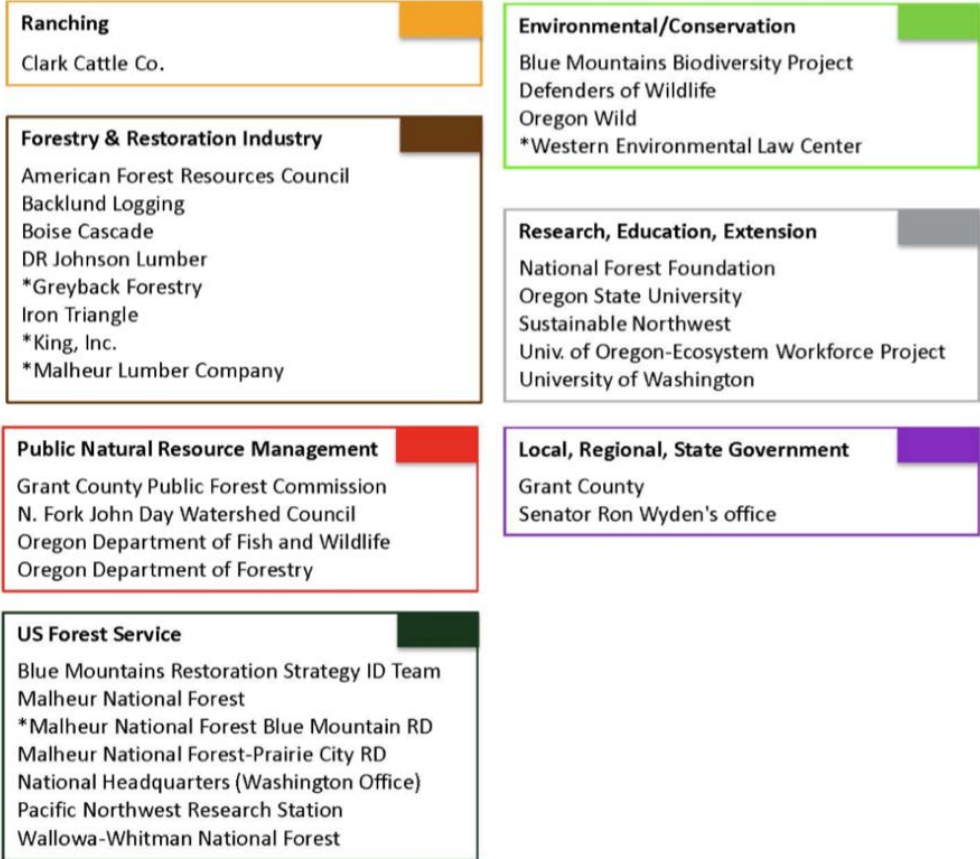 Ranching
Clark Cattle Co.
Forestry & Restoration Industry
American Forest Resources Council
Backlund Logging
Boise Cascade
DR Johnson Lumber
*Greyback Forestry
Iron Triangle
*King, Inc.
*Malheur Lumber Company
Public Natural Resource Management
Grant County Public Forest Commission
N. Fork John Day Watershed Council
Oregon Department of Fish and Wildlife
Oregon Department of Forestry
US Forest Service
Blue Mountains Restoration Strategy ID Team
Malheur National Forest
*Malheur National Forest Blue Mountain RD
Malheur National Forest-Prairie City RD
National Headquarters (Washington Office)
Pacific Northwest Research Station
Wallowa-Whitman National Forest
Environmental/Conservation
Blue Mountains Biodiversity Project
Defenders of Wildlife
Oregon Wild
*Western Environmental Law Center
Research, Education, Extension
National Forest Foundation
Oregon State University
Sustainable Northwest
Univ. of Oregon-Ecosystem Workforce Project
University of Washington
Local, Regional, State Government
Grant County
Senator Ron Wyden's office